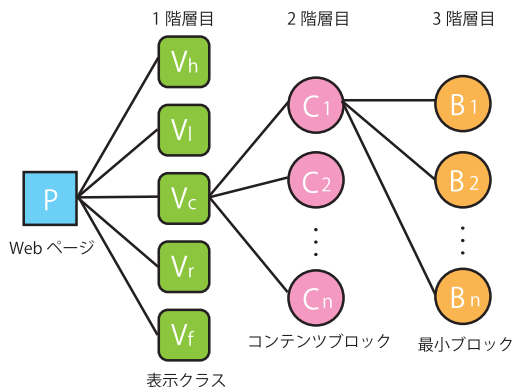 1 階層目
2 階層目
3 階層目
Vh
Vl
Vc
Vr
Vf
P
Web ページ
表示クラス
C1
C2
Cn
コンテンツブロック
B1
B2
Bn
最小ブロック